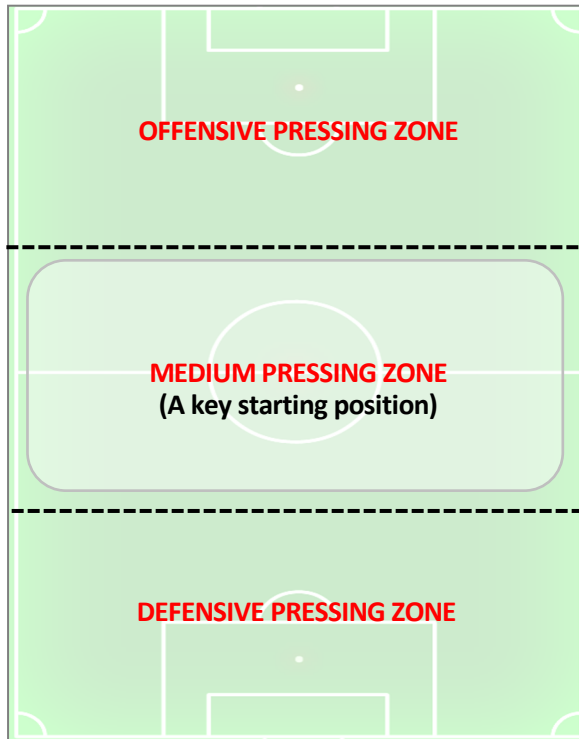 OFFENSIVE PRESSING ZONE
MEDIUM PRESSING ZONE
(A key starting position)
DEFENSIVE PRESSING ZONE